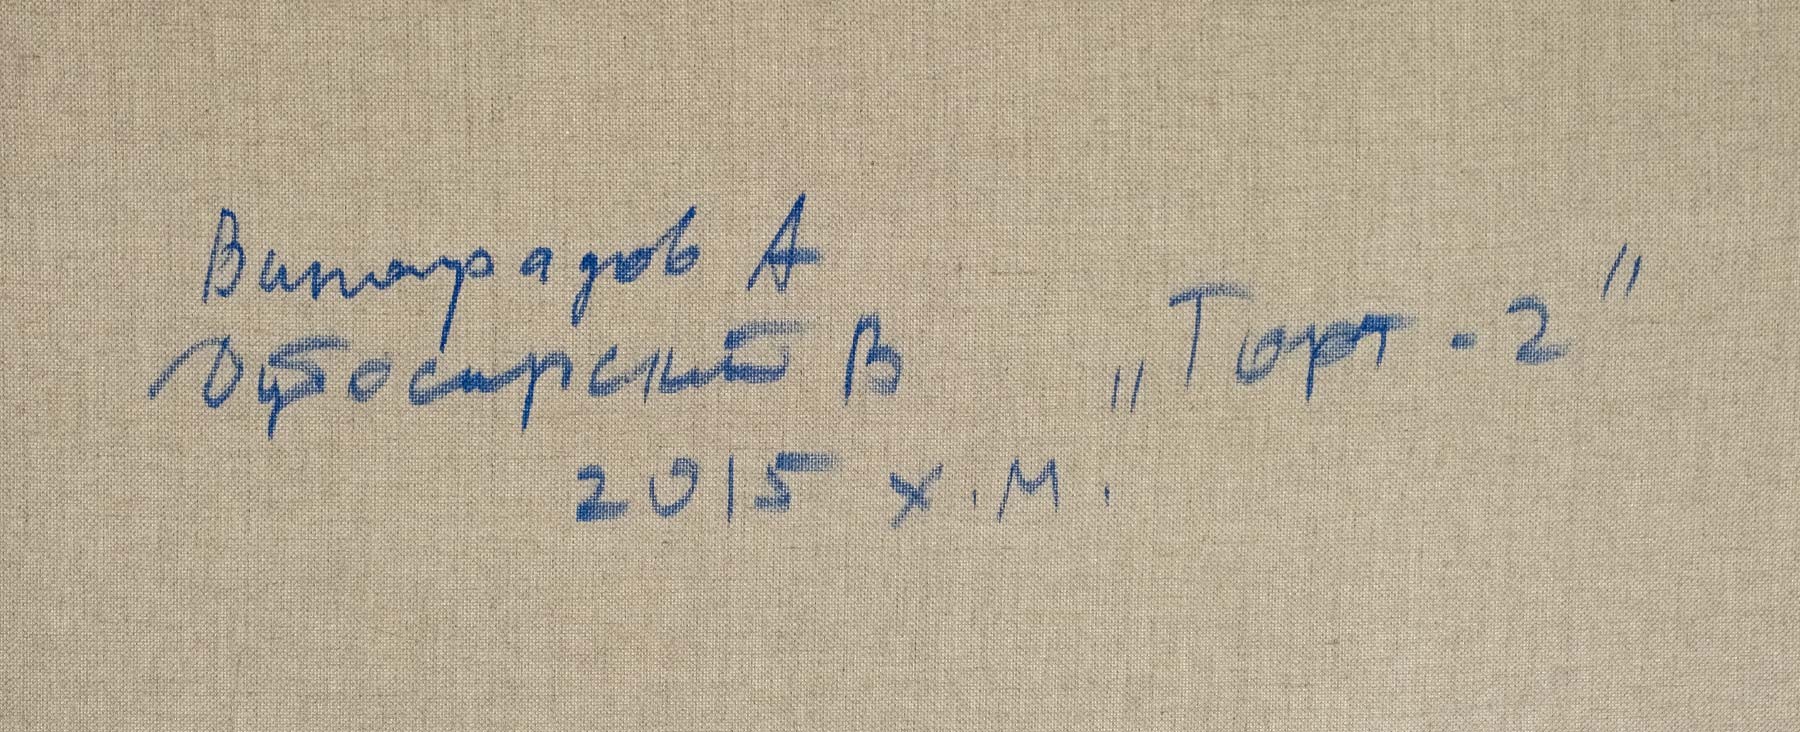 Виноградов А
Дубосарский В
„Торт-2"
2015 х.м.